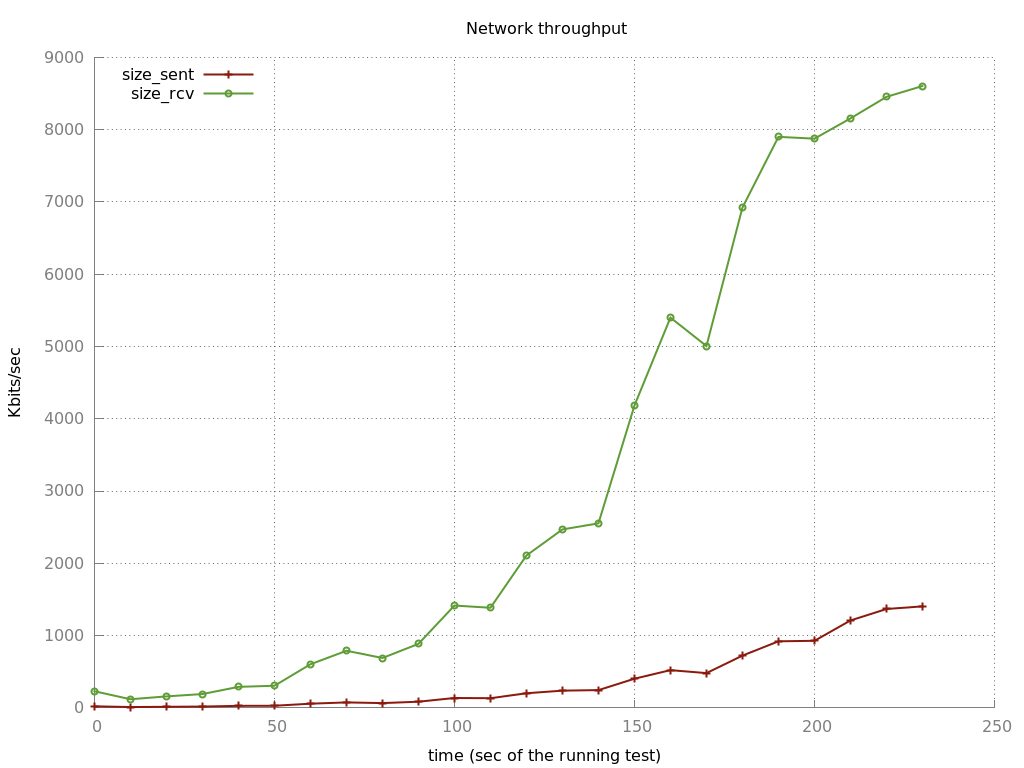 Network throughput
size_sent
size_rcv
9000
8000
7000
6000
5000
4000
3000
2000
1000
0
Kbits/sec
0 50 100 150 200 250
time (sec of the running test)